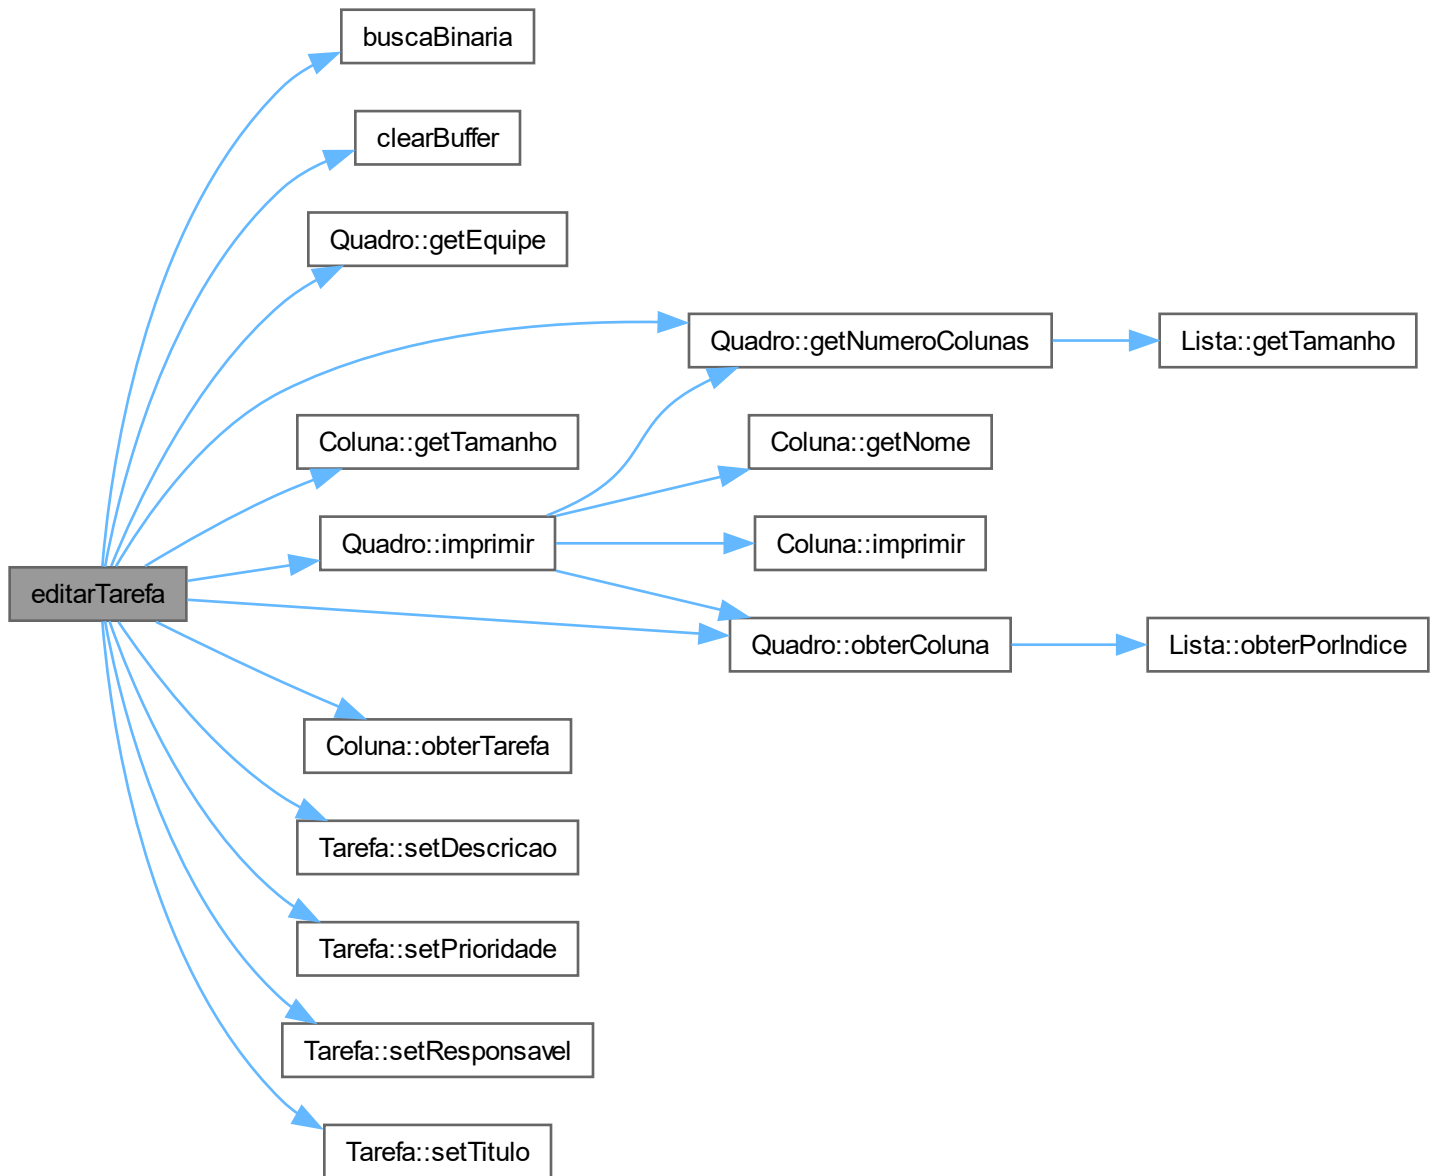 buscaBinaria
clearBuffer
Quadro::getEquipe
Quadro::getNumeroColunas
Lista::getTamanho
Coluna::getTamanho
Coluna::getNome
Quadro::imprimir
Coluna::imprimir
editarTarefa
Quadro::obterColuna
Lista::obterPorIndice
Coluna::obterTarefa
Tarefa::setDescricao
Tarefa::setPrioridade
Tarefa::setResponsavel
Tarefa::setTitulo